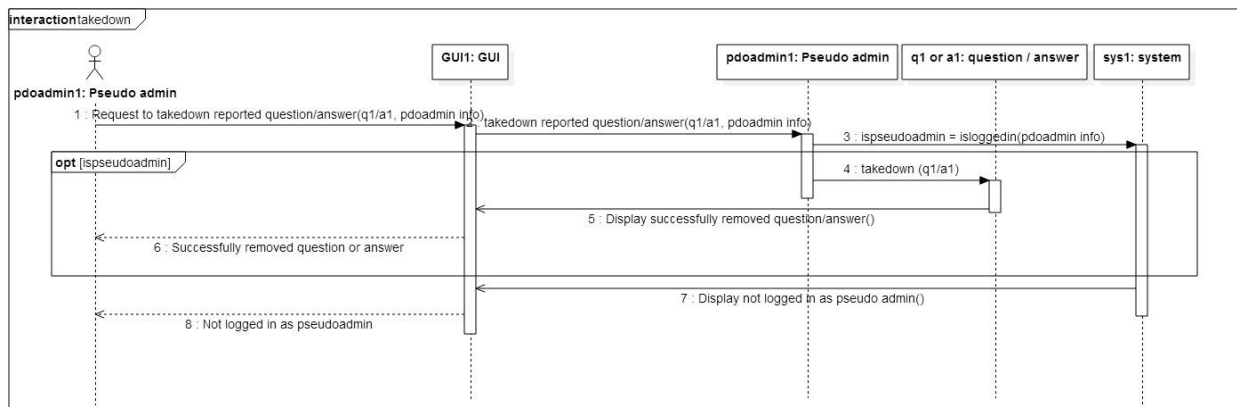 interaction takedown
GUI1: GUI
pdoadmin1: Pseudo admin
q1 or a1: question / answer
sys1: system
pdoadmin1: Pseudo admin
1 : Request to takedown reported question/answer(q1/a1, pdoadmin info)
2 : takedown reported question/answer(q1/a1, pdoadmin info)
3 : ispseudoadmin = isloggedin(pdoadmin info)
opt [ispseudoadmin]
4 : takedown (q1/a1)
5 : Display successfully removed question/answer()
6 : Successfully removed question or answer
7 : Display not logged in as pseudo admin()
8 : Not logged in as pseudoadmin